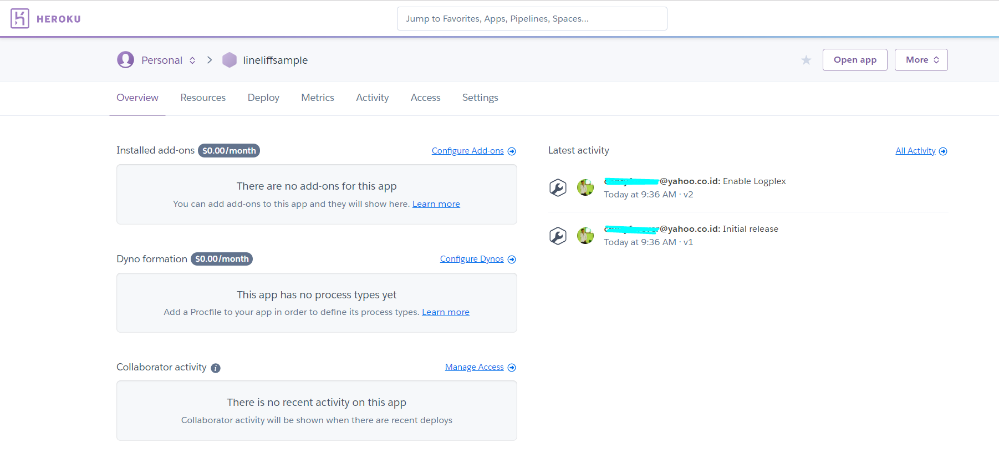 HEROKU
Jump to Favorites, Apps, Pipelines, Spaces...
Personal
lineliffsample
Open app
More
Overview
Resources
Deploy
Metrics
Activity
Access
Settings
Installed add-ons $0.00/month
Configure Add-ons
There are no add-ons for this app
You can add add-ons to this app and they will show here. Learn more
Dyno formation $0.00/month
Configure Dynos
This app has no process types yet
Add a Procfile to your app in order to define its process types. Learn more
Collaborator activity i
Manage Access
There is no recent activity on this app
Collaborator activity will be shown when there are recent deploys
Latest activity
All Activity
@yahoo.co.id: Enable Logplex
Today at 9:36 AM · v2
@yahoo.co.id: Initial release
Today at 9:36 AM · v1